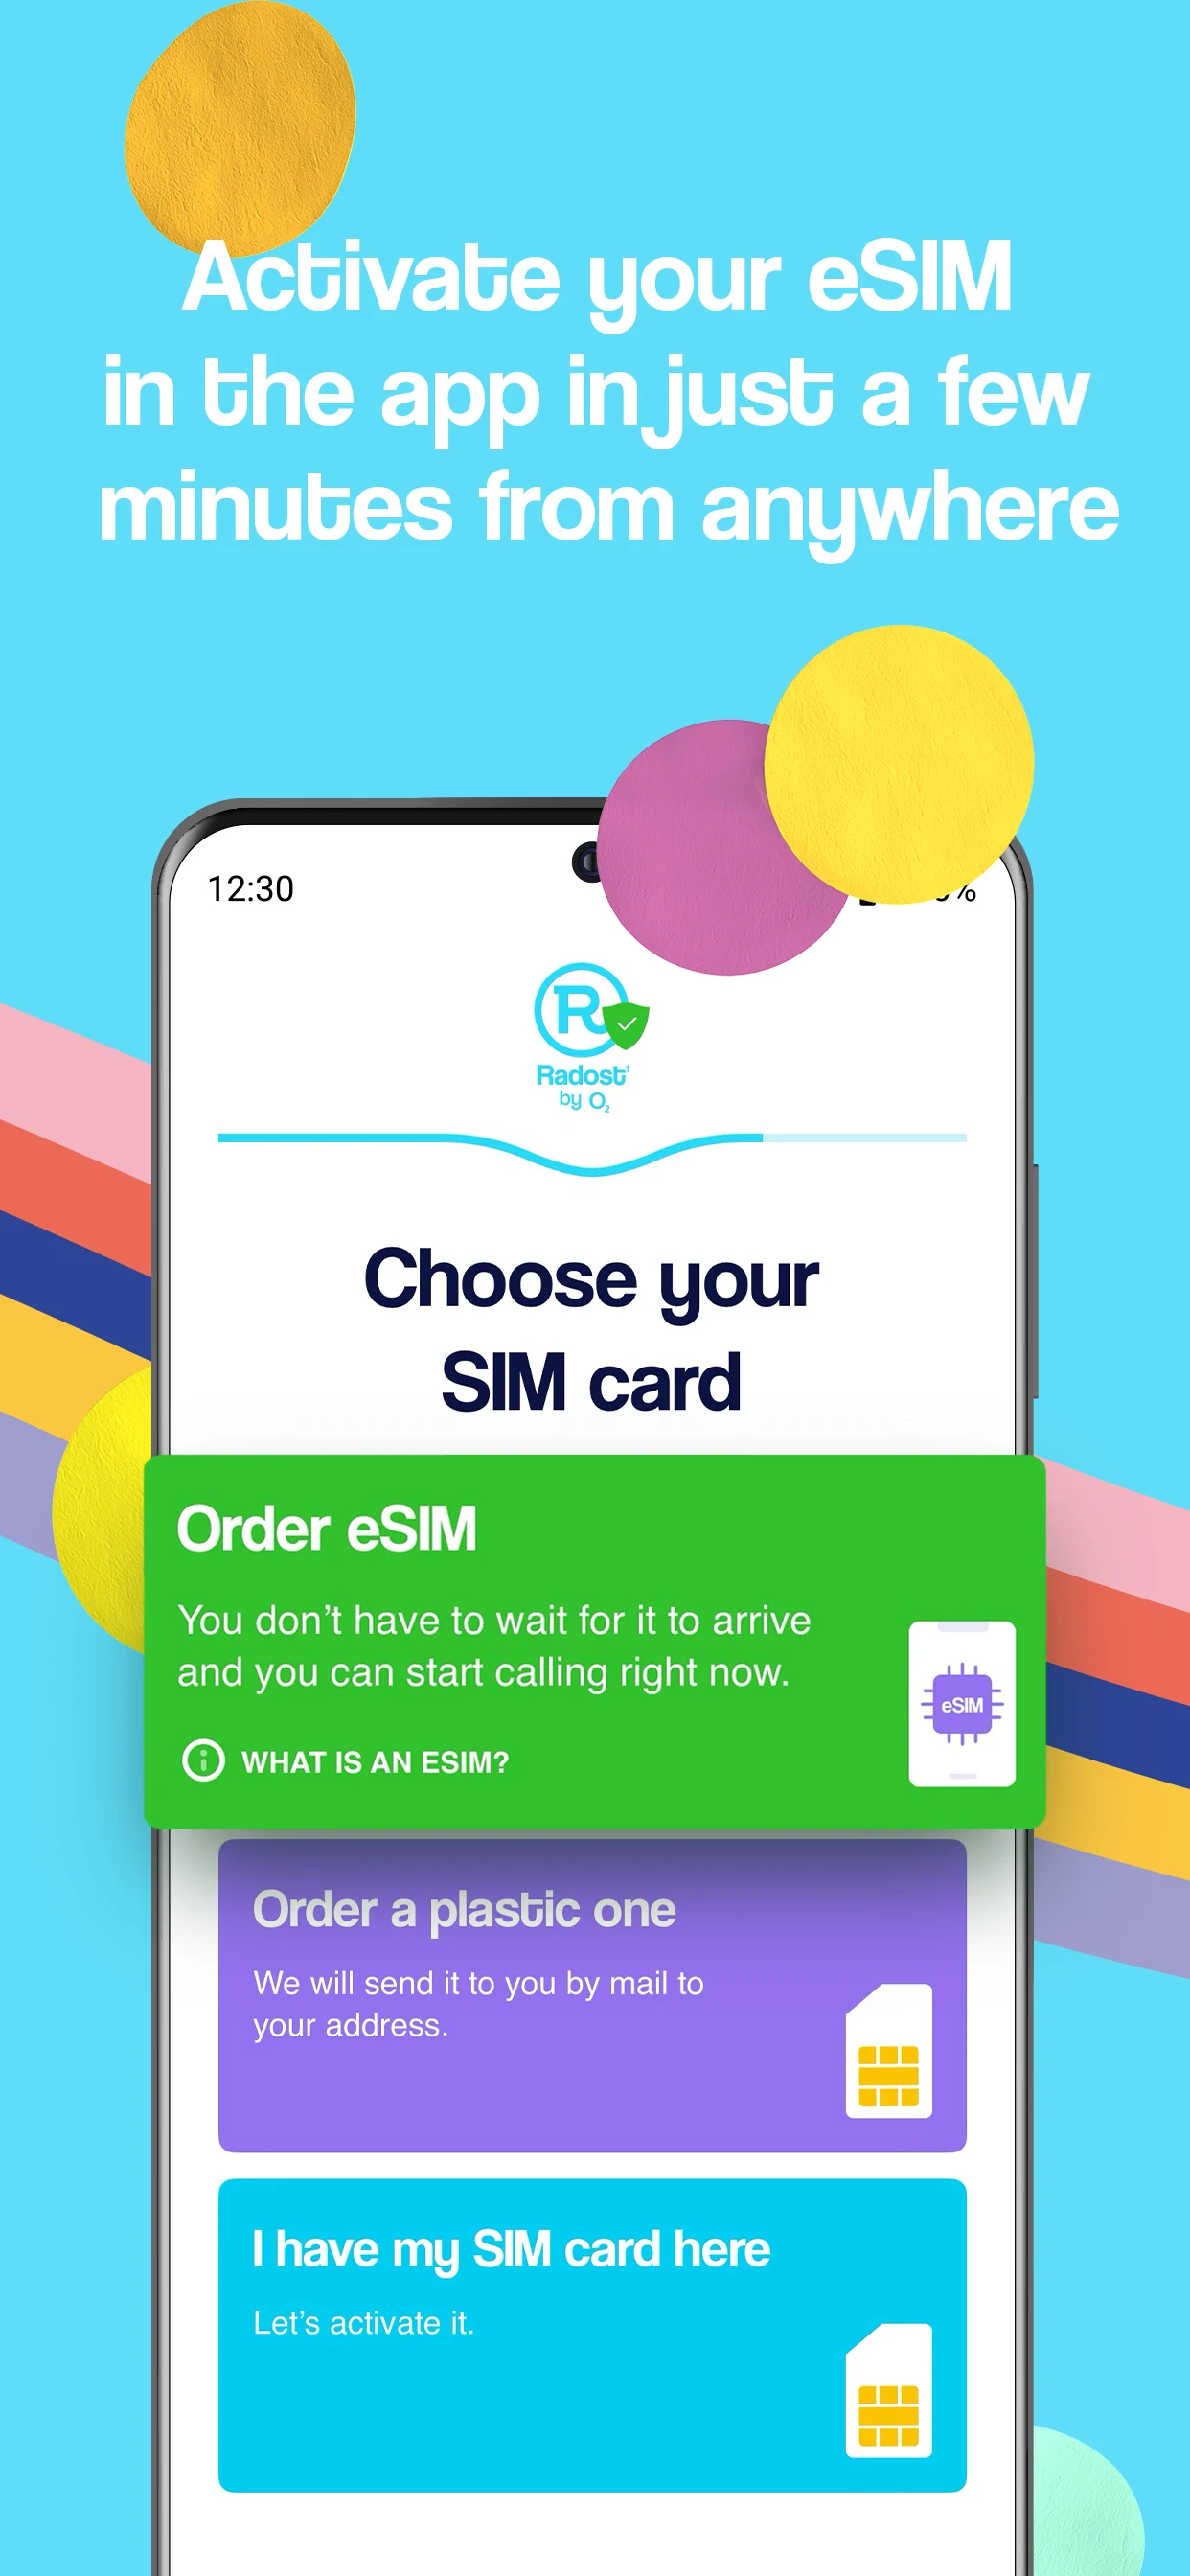 Activate your eSIM
in the app in just a few
minutes from anywhere
12:30
R
Radost'
by O₂
Choose your
SIM card
Order eSIM
You don’t have to wait for it to arrive
and you can start calling right now.
eSIM
WHAT IS AN ESIM?
Order a plastic one
We will send it to you by mail to
your address.
I have my SIM card here
Let’s activate it.